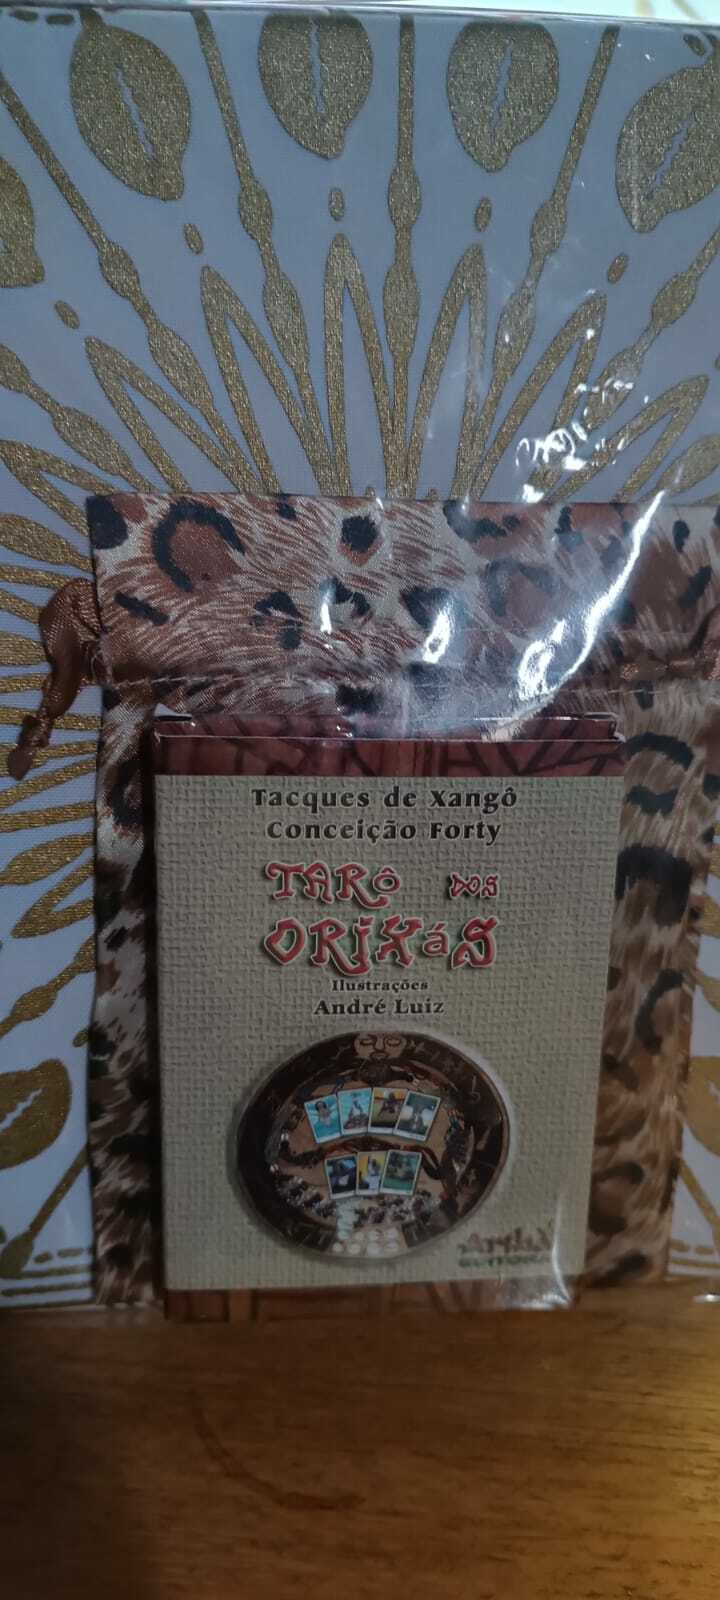 Tacques de Xangô
Conceição Forty
TARô DOS
ORIXáS
Ilustrações
André Luiz